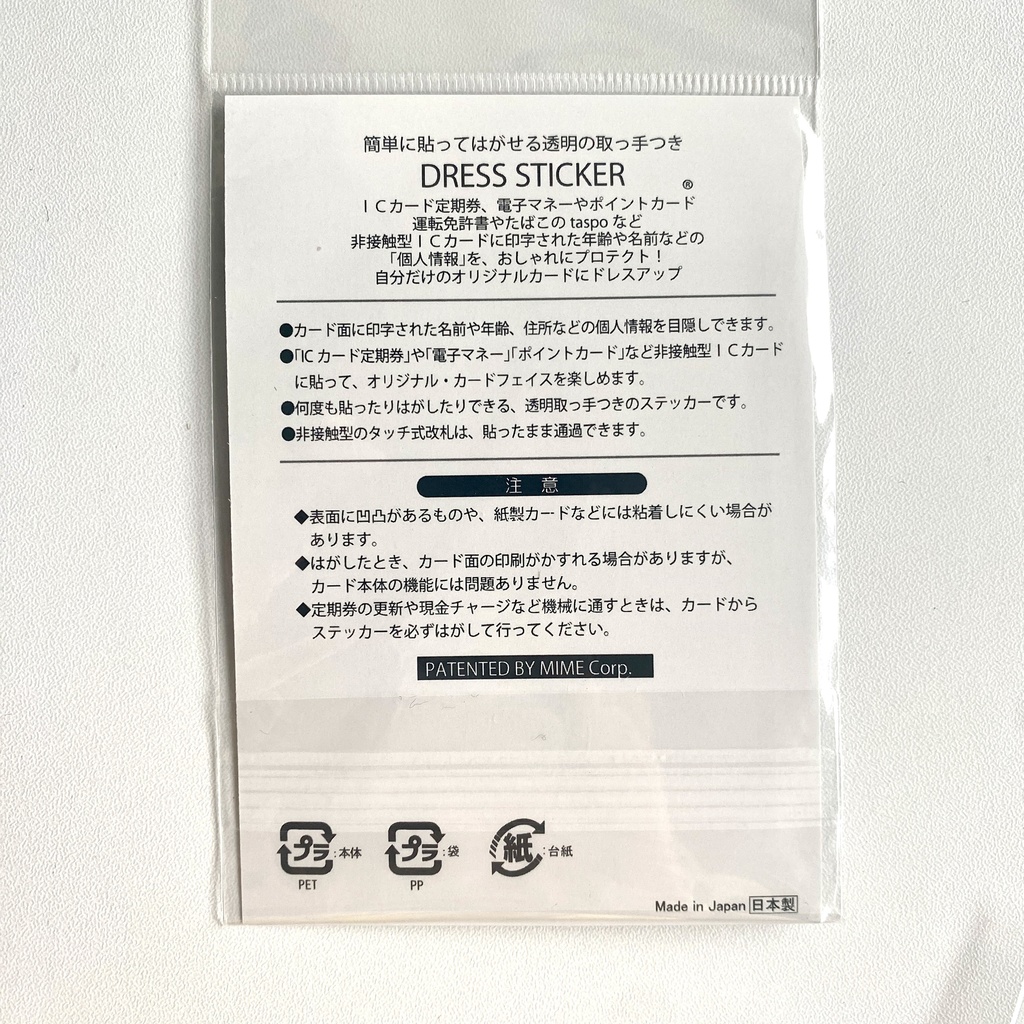 簡単に貼ってはがせる透明の取っ手つき
DRESS STICKER ®
ＩＣカード定期券、電子マネーやポイントカード
運転免許書やたばこの taspo など
非接触型ＩＣカードに印字された年齢や名前などの
「個人情報」を、おしゃれにプロテクト！
自分だけのオリジナルカードにドレスアップ
●カード面に印字された名前や年齢、住所などの個人情報を目隠しできます。
●「IC カード定期券」や「電子マネー」「ポイントカード」など非接触型ＩＣカード
に貼って、オリジナル・カードフェイスを楽しめます。
●何度も貼ったりはがしたりできる、透明取っ手つきのステッカーです。
●非接触型のタッチ式改札は、貼ったまま通過できます。
注 意
◆表面に凹凸があるものや、紙製カードなどには粘着しにくい場合が
あります。
◆はがしたとき、カード面の印刷がかすれる場合がありますが、
カード本体の機能には問題ありません。
◆定期券の更新や現金チャージなど機械に通すときは、カードから
ステッカーを必ずはがして行ってください。
PATENTED BY MIME Corp.
プラ :本体 プラ :袋 紙 :台紙
PET PP
Made in Japan 日本製